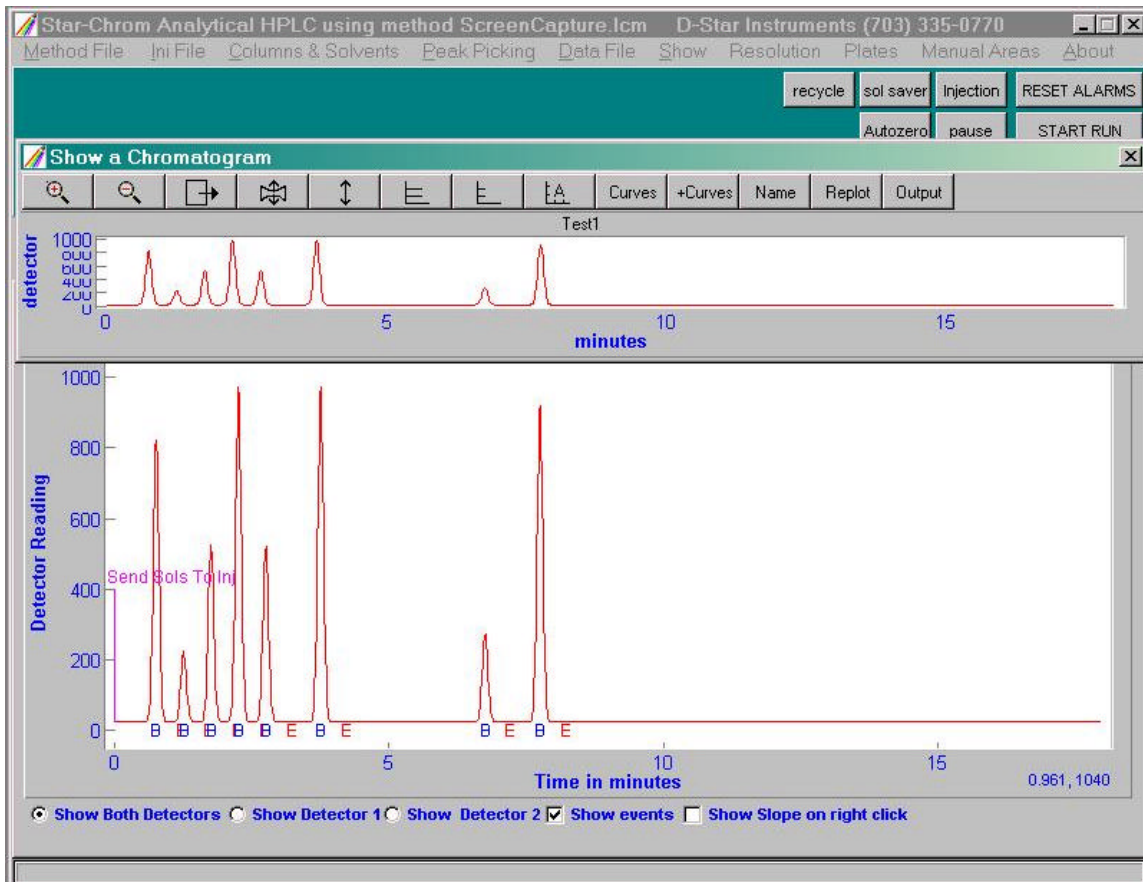 Star-Chrom Analytical HPLC using method ScreenCapture.lcm D-Star Instruments (703) 335-0770
Method File Ini File Columns & Solvents Peak Picking Data File Show Resolution Plates Manual Areas About
recycle sol saver Injection RESET ALARMS
Autozero pause START RUN
Show a Chromatogram
A Curves +Curves Name Replot Output
Test1
detector
1000
800
600
400
200
0
0 5 10 15
minutes
Detector Reading
1000
800
600
400
200
0
Send Sols To Inj
B B B B B E B E B E B E
0 5 10 15
Time in minutes
0.961, 1040
Show Both Detectors Show Detector 1 Show Detector 2 Show events Show Slope on right click